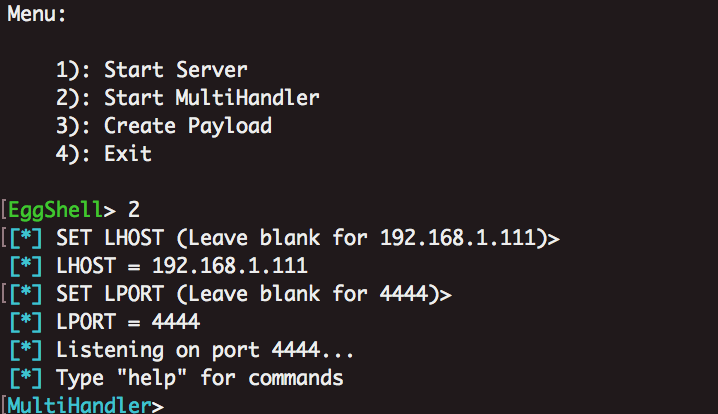 Menu:
1): Start Server
2): Start MultiHandler
3): Create Payload
4): Exit
[EggShell> 2
[[*] SET LHOST (Leave blank for 192.168.1.111)>
[*] LHOST = 192.168.1.111
[[*] SET LPORT (Leave blank for 4444)>
[*] LPORT = 4444
[*] Listening on port 4444...
[*] Type "help" for commands
[MultiHandler>